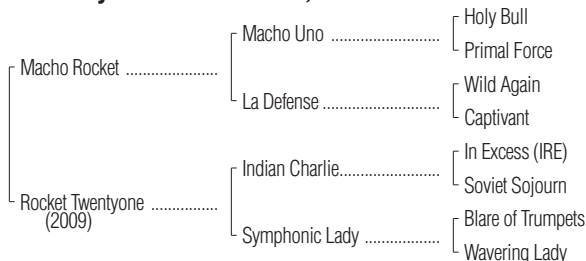 Holy Bull
Macho Uno ...........................
Primal Force
Macho Rocket ......................
Wild Again
La Defense .............................
Captivant
In Excess (IRE)
Indian Charlie.........................
Soviet Sojourn
Rocket Twentyone ................
(2009)
Blare of Trumpets
Symphonic Lady ..................
Wavering Lady